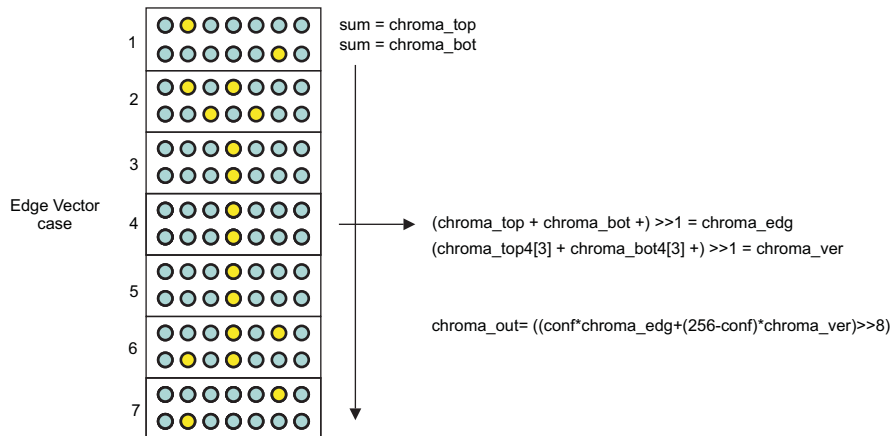 sum = chroma_top
sum = chroma_bot
1
2
3
Edge Vector
case
4
(chroma_top + chroma_bot +) >>1 = chroma_edg
(chroma_top4[3] + chroma_bot4[3] +) >>1 = chroma_ver
5
6
chroma_out= ((conf*chroma_edg+(256-conf)*chroma_ver)>>8)
7